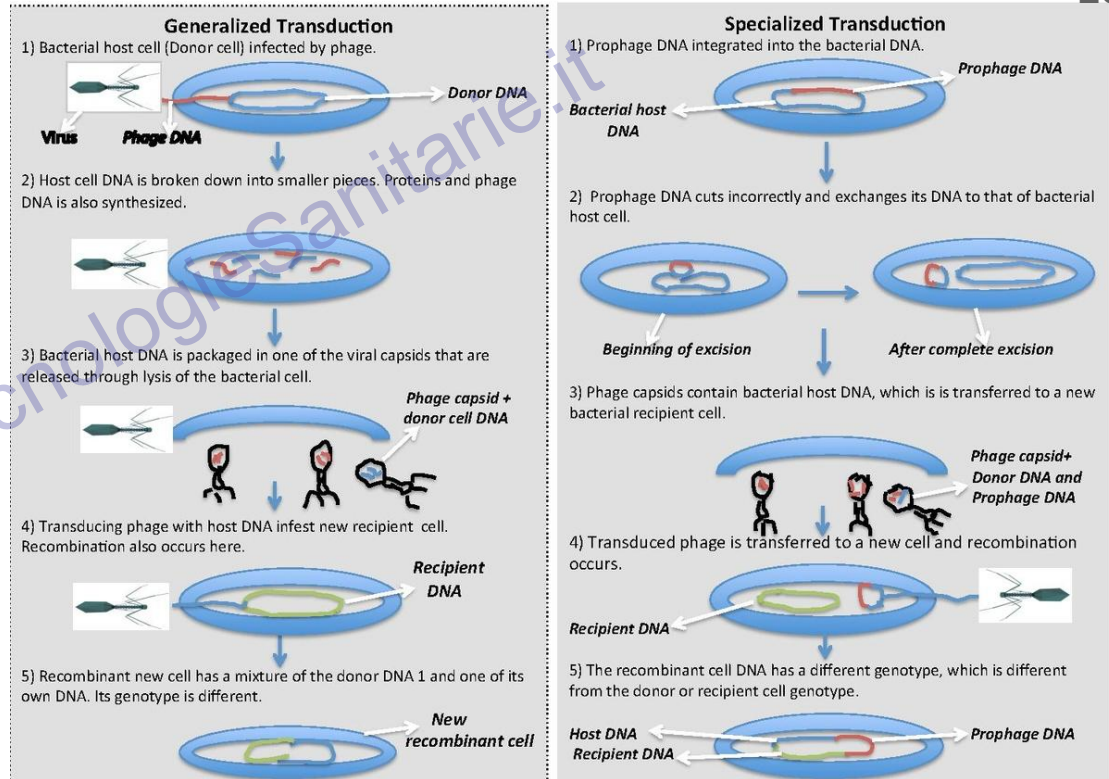 Generalized Transduction
1) Bacterial host cell (Donor cell) infected by phage.
Donor DNA
Virus
Phage DNA
2) Host cell DNA is broken down into smaller pieces. Proteins and phage
DNA is also synthesized.
3) Bacterial host DNA is packaged in one of the viral capsids that are
released through lysis of the bacterial cell.
Phage capsid +
donor cell DNA
4) Transducing phage with host DNA infest new recipient cell.
Recombination also occurs here.
Recipient
DNA
5) Recombinant new cell has a mixture of the donor DNA 1 and one of its
own DNA. Its genotype is different.
New
recombinant cell
Specialized Transduction
1) Prophage DNA integrated into the bacterial DNA.
Prophage DNA
Bacterial host
DNA
2) Prophage DNA cuts incorrectly and exchanges its DNA to that of bacterial
host cell.
Beginning of excision
After complete excision
3) Phage capsids contain bacterial host DNA, which is is transferred to a new
bacterial recipient cell.
Phage capsid+
Donor DNA and
Prophage DNA
4) Transduced phage is transferred to a new cell and recombination
occurs.
Recipient DNA
5) The recombinant cell DNA has a different genotype, which is different
from the donor or recipient cell genotype.
Host DNA
Recipient DNA
Prophage DNA
cnologieSanitarie.it